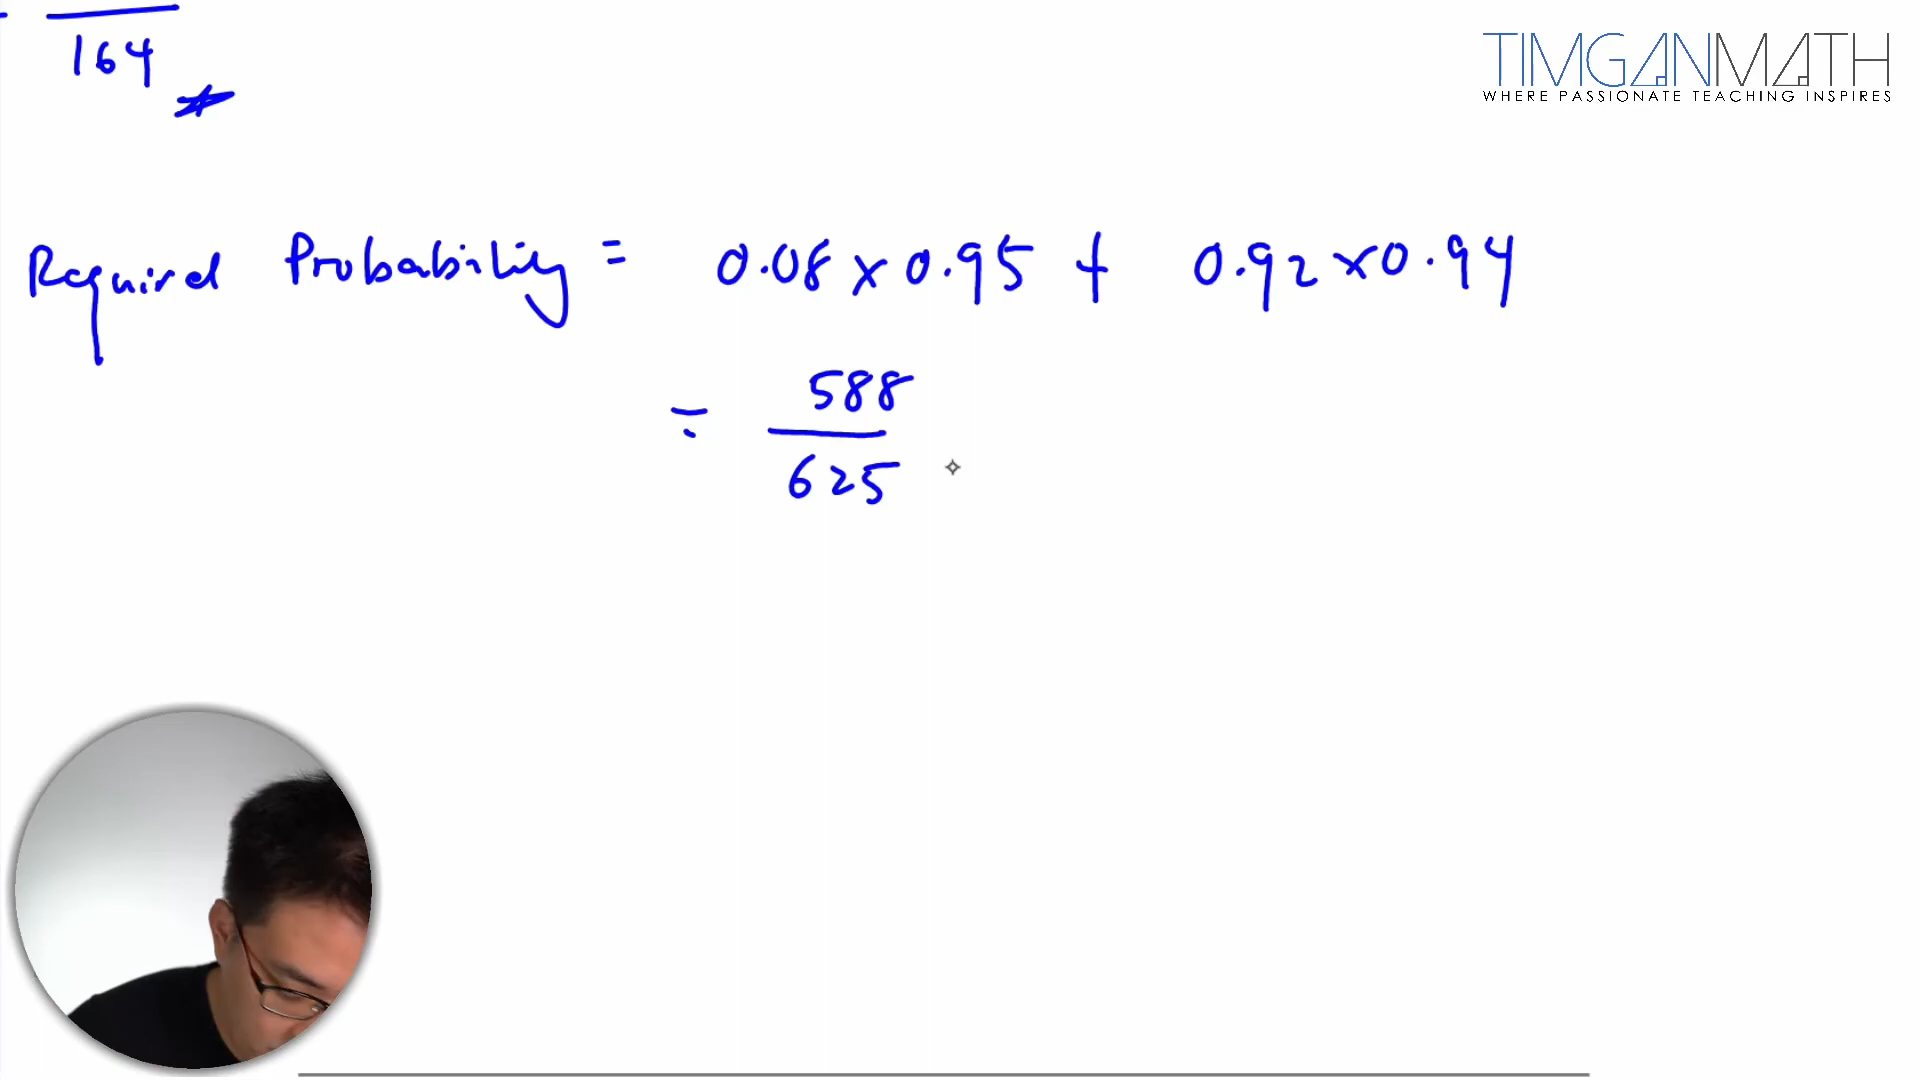 164
TIMGANMATH
WHERE PASSIONATE TEACHING INSPIRES
Required Probability = 0.08 × 0.95 + 0.92 × 0.94
= 588
625